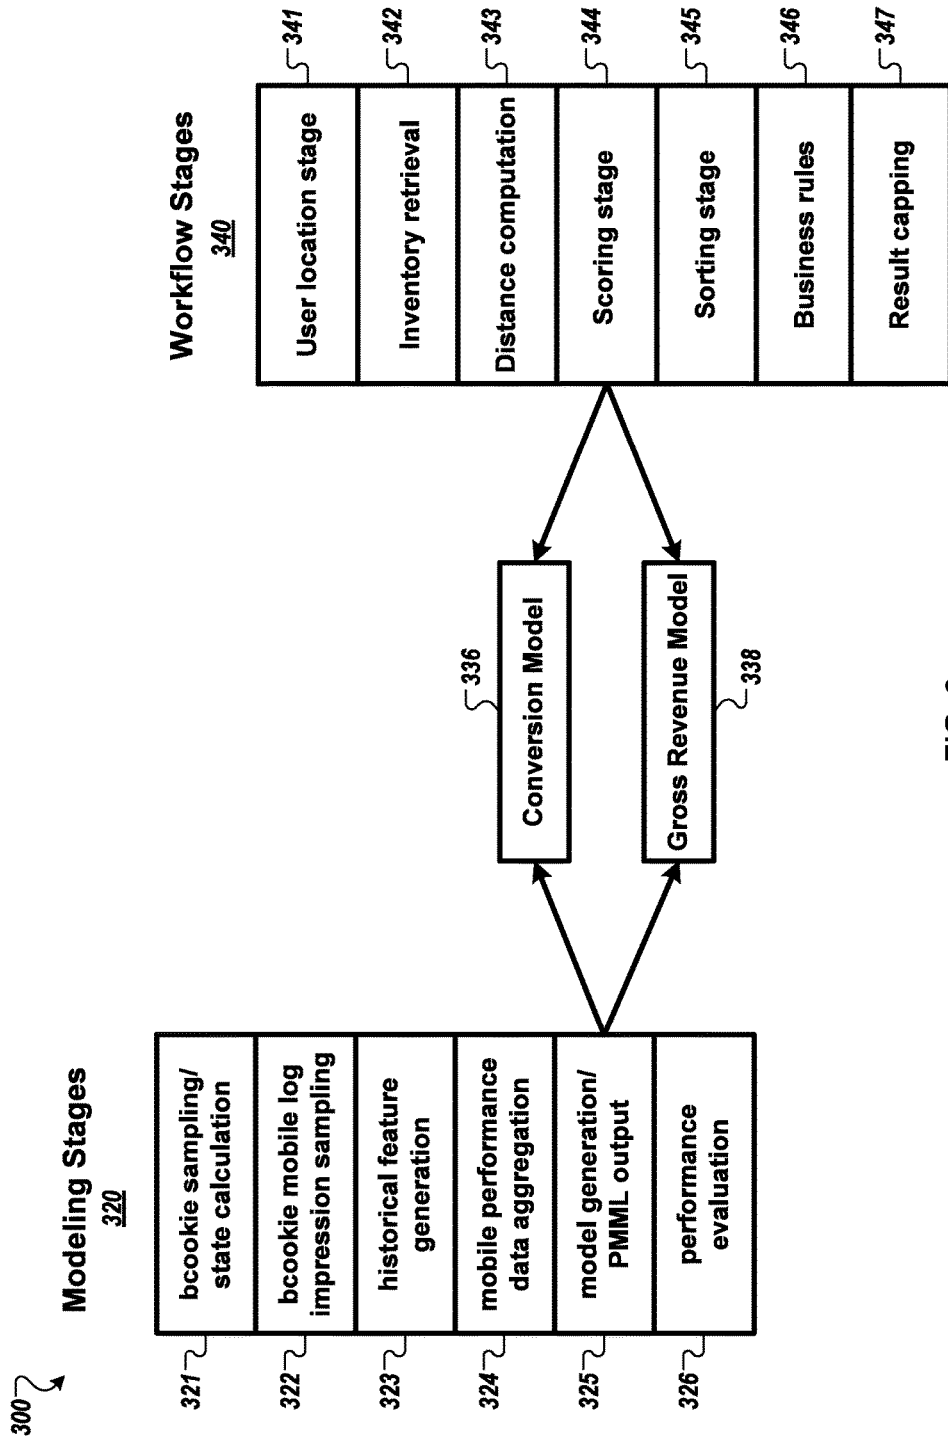 300
Modeling Stages
320
321
bcookie sampling/
state calculation
322
bcookie mobile log
impression sampling
323
historical feature
generation
324
mobile performance
data aggregation
325
model generation/
PMML output
326
performance
evaluation
336
Conversion Model
Gross Revenue Model
338
Workflow Stages
340
User location stage
341
Inventory retrieval
342
Distance computation
343
Scoring stage
344
Sorting stage
345
Business rules
346
Result capping
347